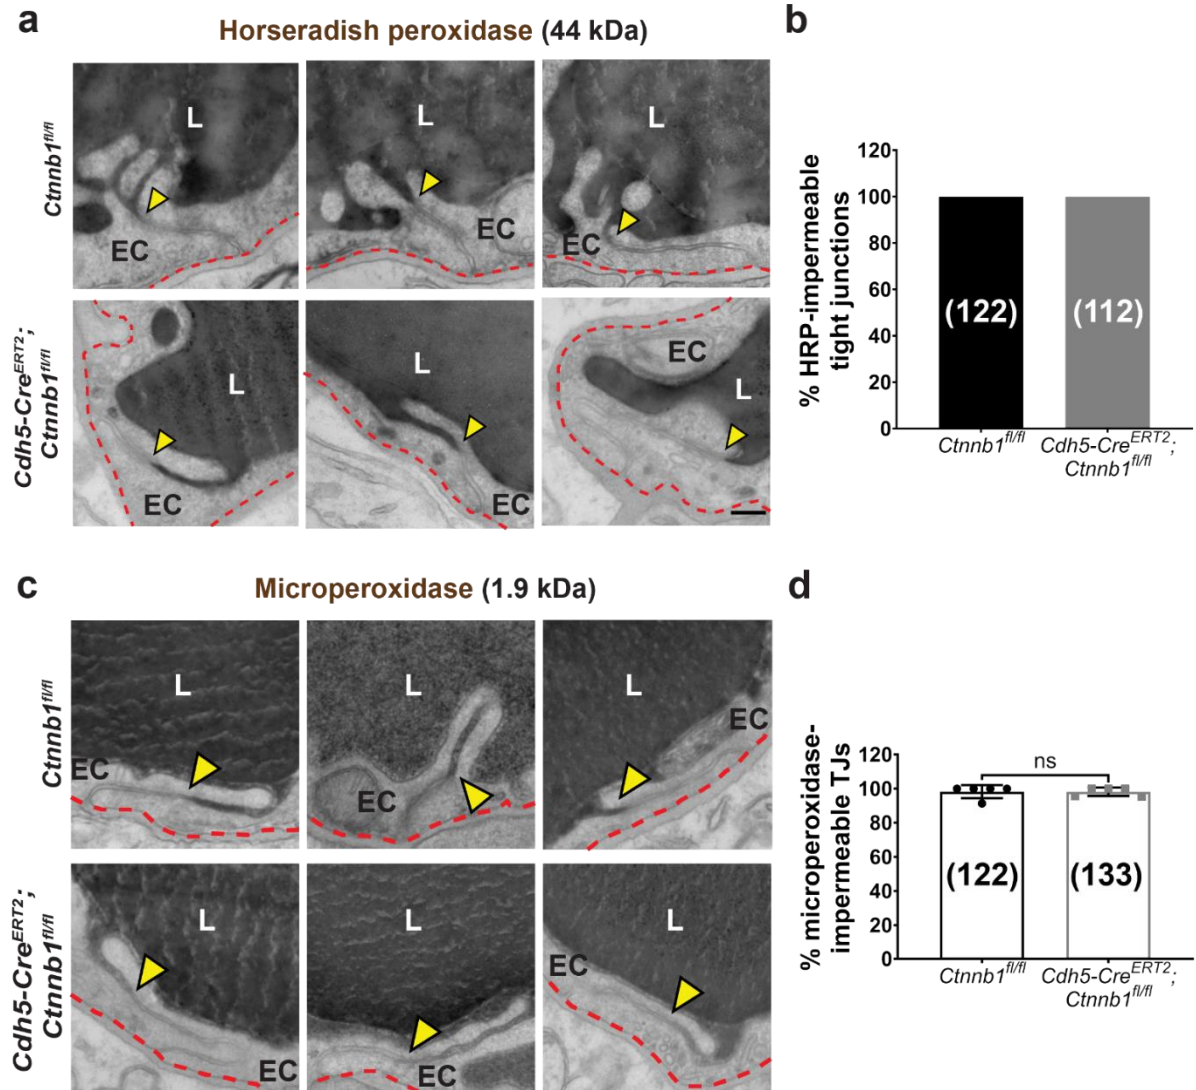 a
Horseradish peroxidase (44 kDa)
Ctnnb1fl/fl
L
EC
L
EC
L
EC
Cdh5-CreERT2;
Ctnnb1fl/fl
L
EC
L
EC
EC
L
b
% HRP-impermeable
tight junctions
120
100
80
60
40
20
0
(122)
(112)
Ctnnb1fl/fl
Cdh5-CreERT2;
Ctnnb1fl/fl
c
Microperoxidase (1.9 kDa)
Ctnnb1fl/fl
L
EC
L
EC
L
EC
Cdh5-CreERT2;
Ctnnb1fl/fl
L
EC
L
EC
L
EC
d
% microperoxidase-
impermeable TJs
120
100
80
60
40
20
0
ns
(122)
(133)
Ctnnb1fl/fl
Cdh5-CreERT2;
Ctnnb1fl/fl